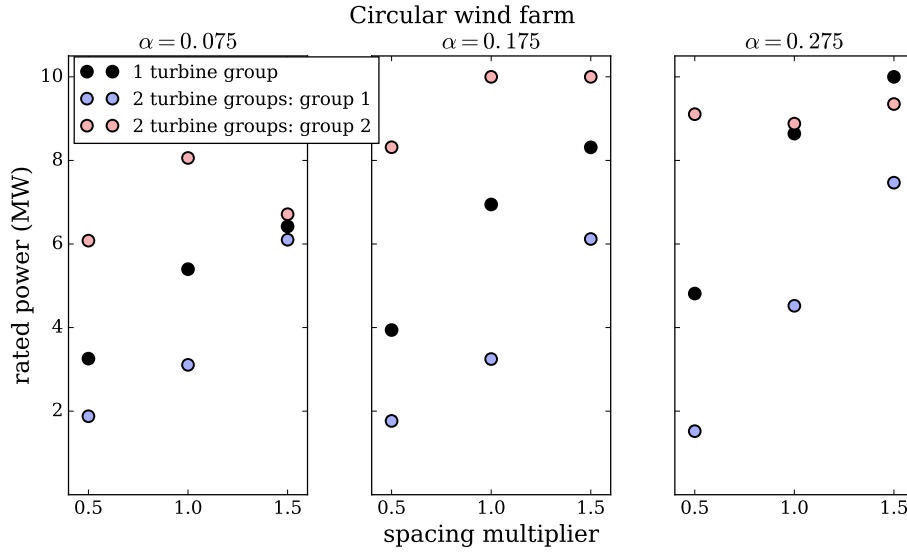 Circular wind farm
α = 0.075
α = 0.175
α = 0.275
1 turbine group
2 turbine groups: group 1
2 turbine groups: group 2
rated power (MW)
10
8
6
4
2
0.5 1.0 1.5
0.5 1.0 1.5
0.5 1.0 1.5
spacing multiplier